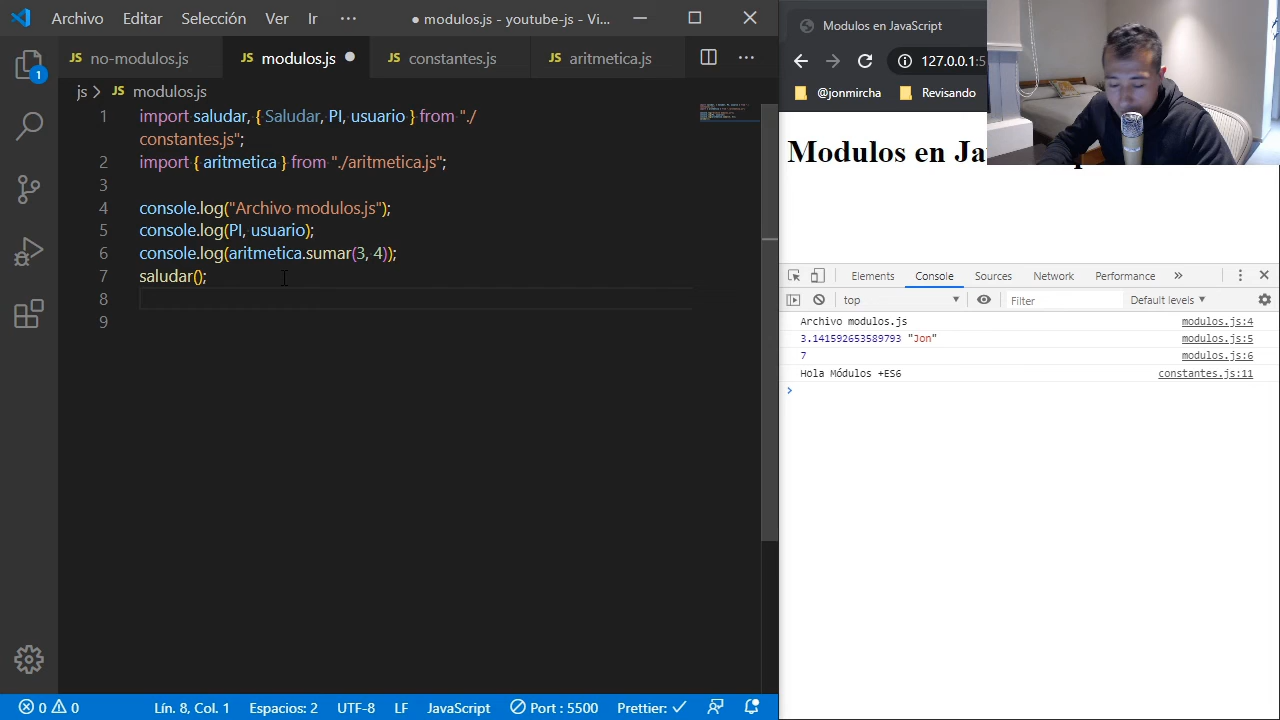 Archivo Editar Selección Ver Ir ··· ● modulos.js - youtube-js - Vi...
JS no-modulos.js JS modulos.js ● JS constantes.js JS aritmetica.js ···
js > JS modulos.js
1 import saludar, { Saludar, PI, usuario } from "./
constantes.js";
2 import { aritmetica } from "./aritmetica.js";
3
4 console.log("Archivo modulos.js");
5 console.log(PI, usuario);
6 console.log(aritmetica.sumar(3, 4));
7 saludar();
8
9
1
0 0 Lín. 8, Col. 1 Espacios: 2 UTF-8 LF JavaScript Port : 5500 Prettier: ✓
Modulos en JavaScript
127.0.0.1:5
@jonmircha Revisando
Modulos en Ja
Elements Console Sources Network Performance »
top Filter Default levels ▼
Archivo modulos.js modulos.js:4
3.141592653589793 "Jon" modulos.js:5
7 modulos.js:6
Hola Módulos +ES6 constantes.js:11
>